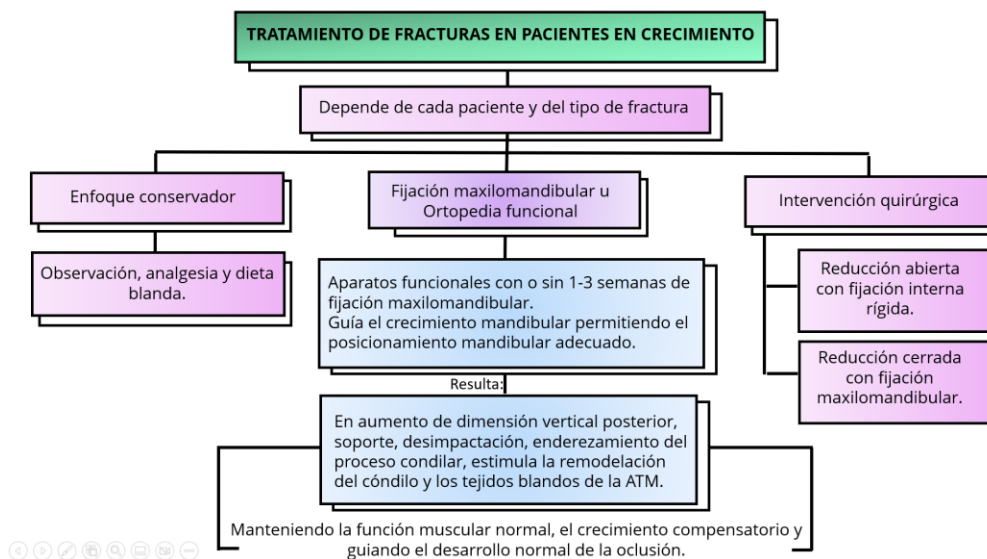 TRATAMIENTO DE FRACTURAS EN PACIENTES EN CRECIMIENTO
Depende de cada paciente y del tipo de fractura
Enfoque conservador
Observación, analgesia y dieta
blanda.
Fijación maxilomandibular u
Ortopedia funcional
Aparatos funcionales con o sin 1-3 semanas de
fijación maxilomandibular.
Guía el crecimiento mandibular permitiendo el
posicionamiento mandibular adecuado.
Resulta:
En aumento de dimensión vertical posterior,
soporte, desimpactación, enderezamiento del
proceso condilar, estimula la remodelación
del cóndilo y los tejidos blandos de la ATM.
Manteniendo la función muscular normal, el crecimiento compensatorio y
guiando el desarrollo normal de la oclusión.
Intervención quirúrgica
Reducción abierta
con fijación interna
rígida.
Reducción cerrada
con fijación
maxilomandibular.